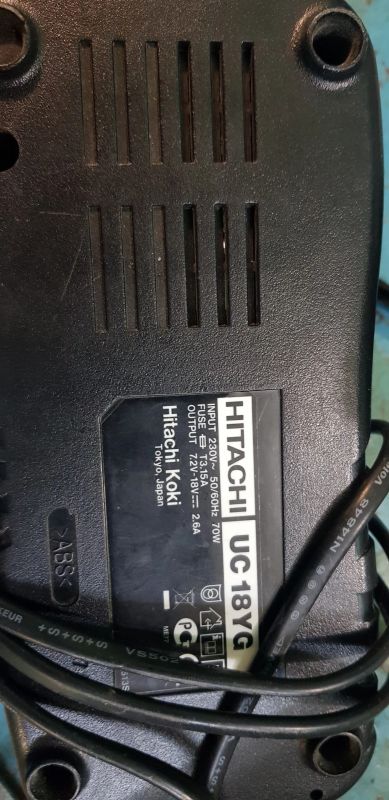 HITACHI UC 18YG
INPUT 230V~ 50/60Hz 70W
FUSE T3.15A
OUTPUT 7.2V-18V 2.6A
Hitachi Koki
Tokyo, Japan
>ABS<
N14848
+S+S+S